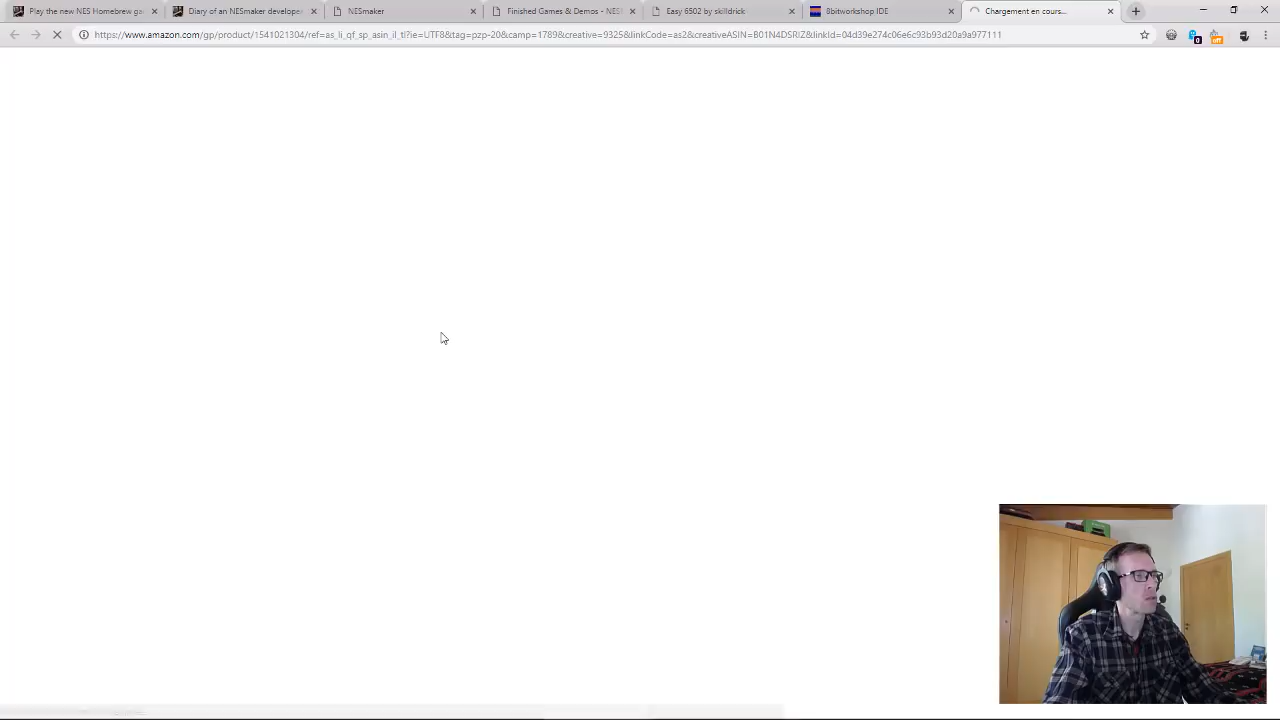 Play the new NES Homebrew ga
Diary of an NESmaker develope
NESmaker
Finished Games & Demos - NES
Easy 6502 by skilldrick
8bitworkshop IDE
Chargement en cours...
https://www.amazon.com/gp/product/1541021304/ref=as_li_qf_sp_asin_il_tl?ie=UTF8&tag=pzp-20&camp=1789&creative=9325&linkCode=as2&creativeASIN=B01N4DSRIZ&linkId=04d39e274c06e6c93b93d20a9a977111
0
off